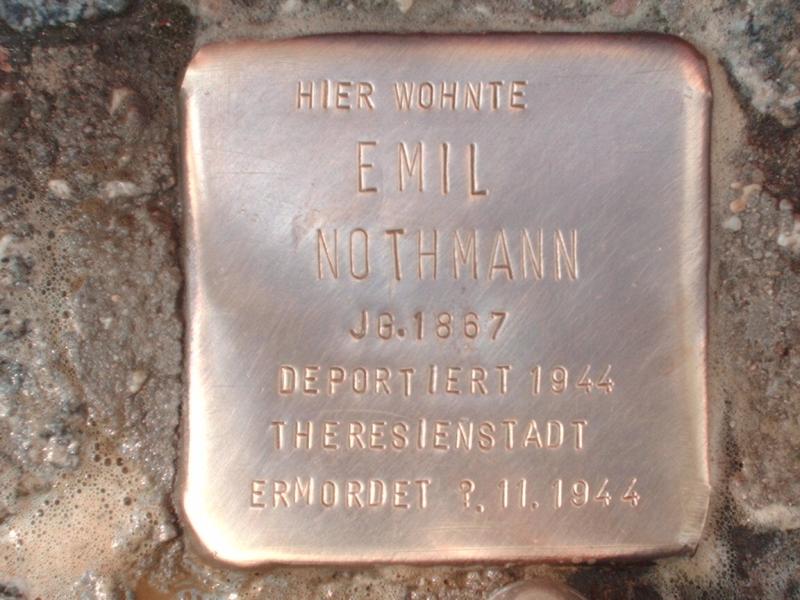 HIER WOHNTE
EMIL
NOTHMANN
JG. 1867
DEPORTIERT 1944
THERESIENSTADT
ERMORDET ?. 11. 1944